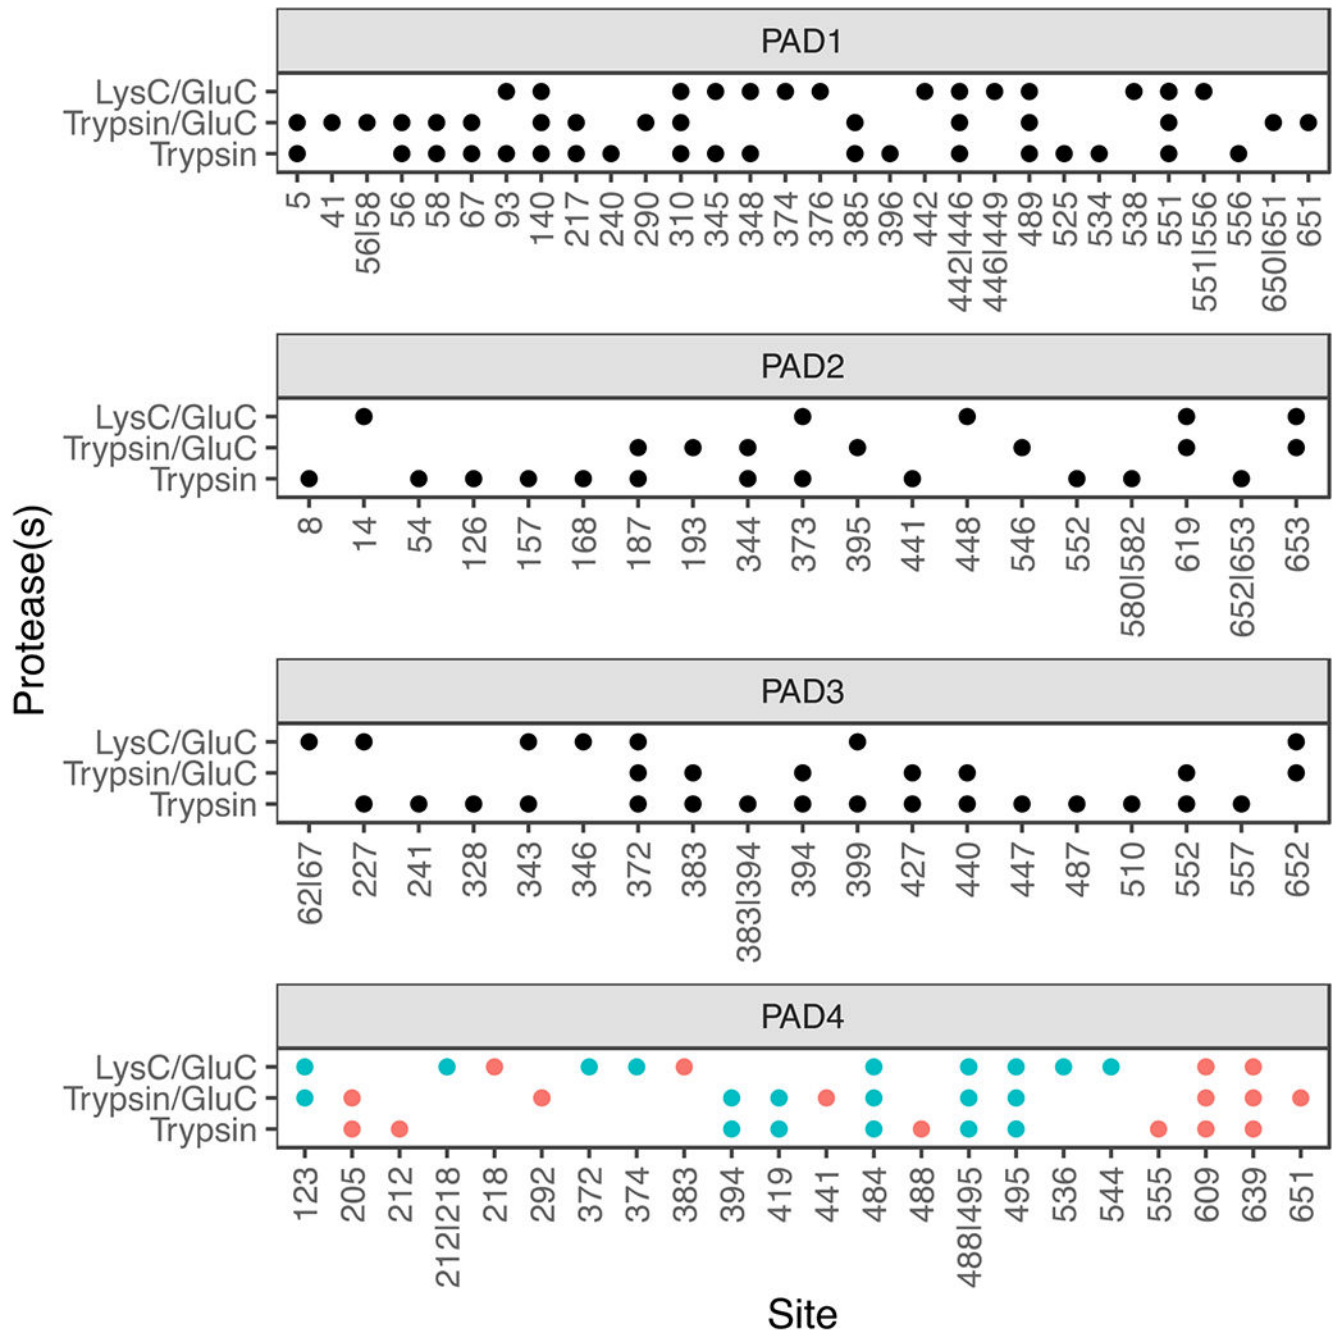 PAD1
LysC/GluC
Trypsin/GluC
Trypsin
5 41 56|58 56 58 67 93 140 217 240 290 310 345 348 374 376 385 396 442 442|446 446|449 489 525 534 538 551 551|556 556 650|651 651
PAD2
LysC/GluC
Trypsin/GluC
Trypsin
8 14 54 126 157 168 187 193 344 373 395 441 448 546 552 580|582 619 652|653 653
Protease(s)
PAD3
LysC/GluC
Trypsin/GluC
Trypsin
62|67 227 241 328 343 346 372 383 383|394 394 399 427 440 447 487 510 552 557 652
PAD4
LysC/GluC
Trypsin/GluC
Trypsin
123 205 212 212|218 218 292 372 374 383 394 419 441 484 488 488|495 495 536 544 555 609 639 651
Site